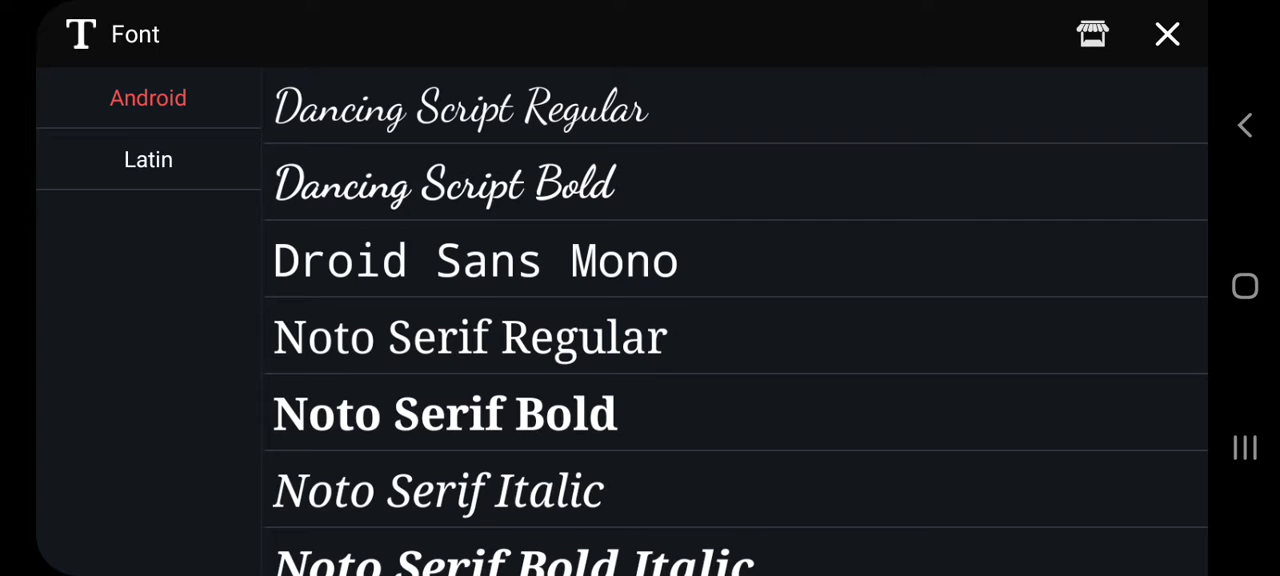 T Font
Android
Latin
Dancing Script Regular
Dancing Script Bold
Droid Sans Mono
Noto Serif Regular
Noto Serif Bold
Noto Serif Italic
Noto Serif Bold Italic